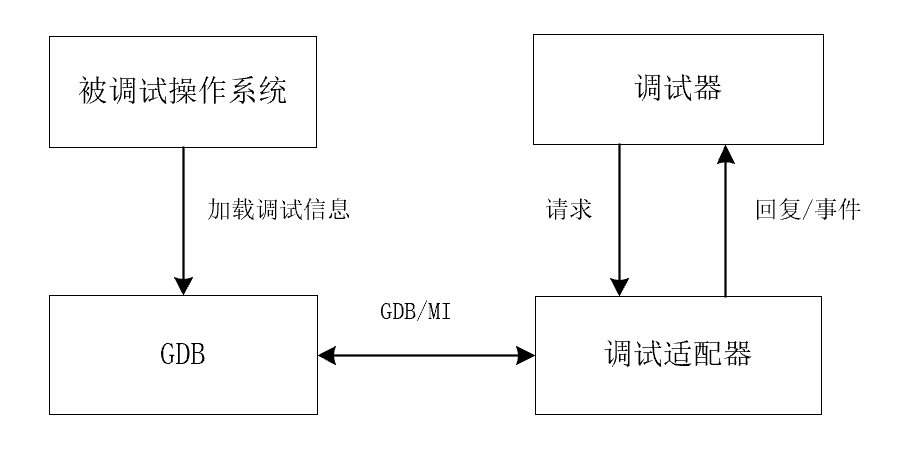 被调试操作系统
调试器
加载调试信息
请求
回复/事件
GDB/MI
GDB
调试适配器